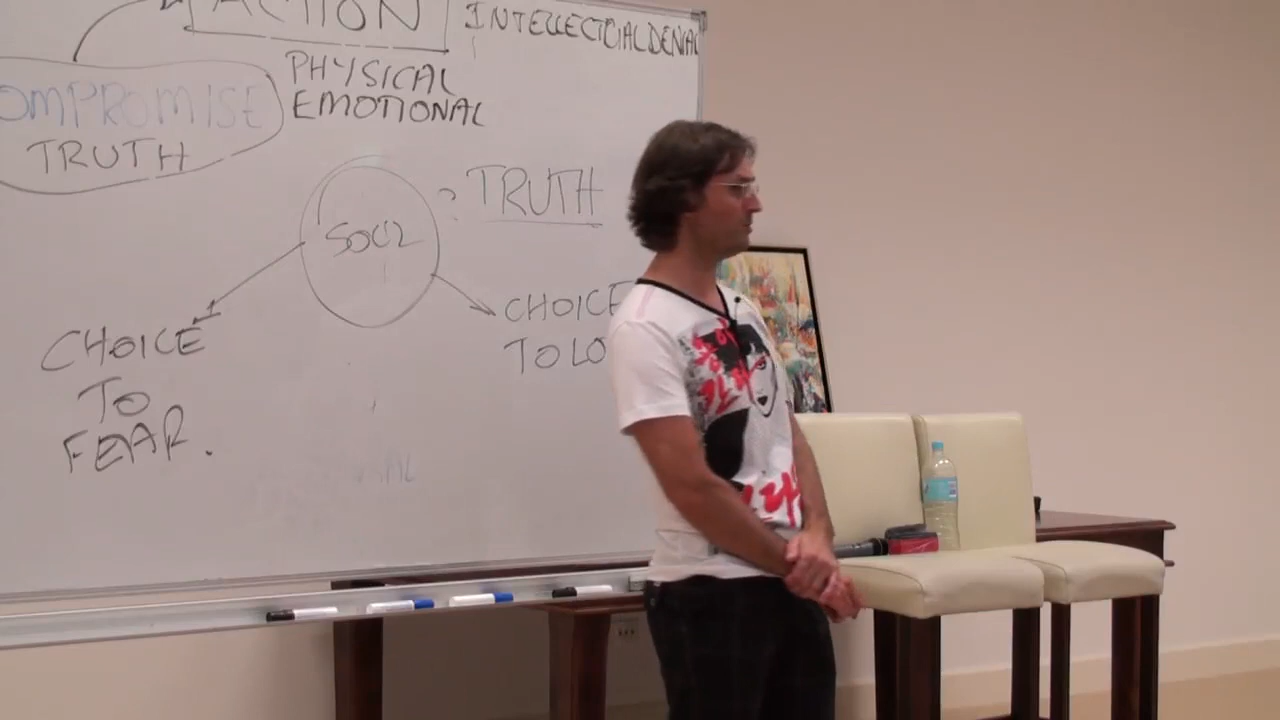 ACTION
INTELLECTUAL DENIAL
PHYSICAL
EMOTIONAL
OMPROMISE
TRUTH
SOUL
? TRUTH
CHOICE
TO
FEAR.
CHOICE
TO LO